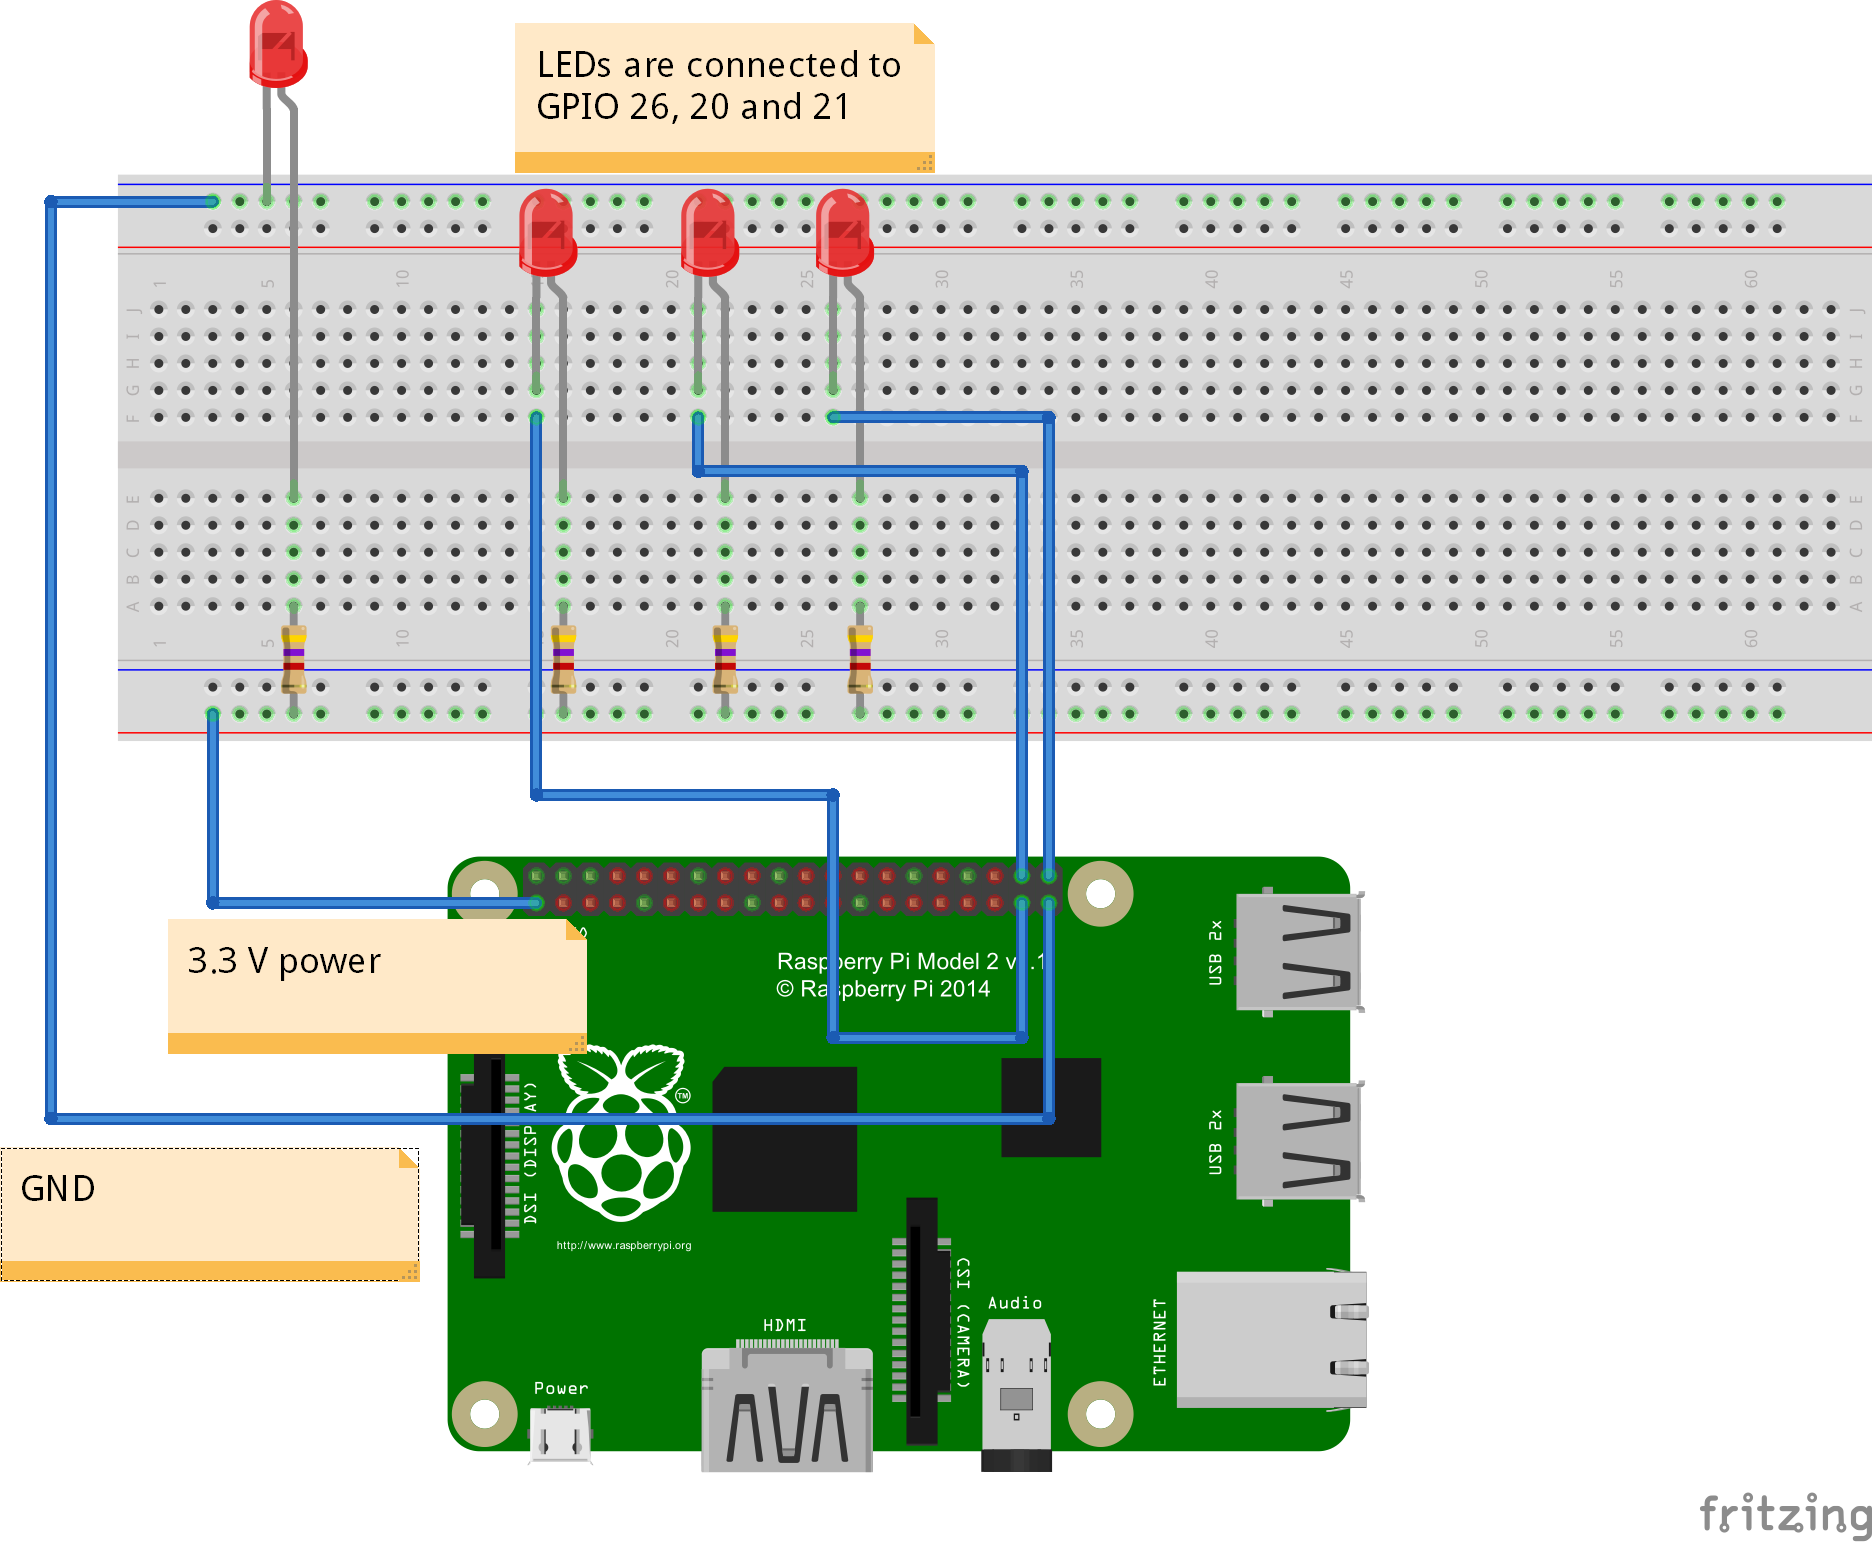 LEDs are connected to
GPIO 26, 20 and 21
1 5 10 20 25 30 35 40 45 50 55 60
J J
I I
H H
G G
F F
E E
D D
C C
B B
A A
1 5 10 20 25 30 35 40 45 50 55 60
3.3 V power
Raspberry Pi Model 2 v1.1
© Raspberry Pi 2014
USB 2x
USB 2x
DSI (DISPLAY)
TM
GND
http://www.raspberrypi.org
CSI (CAMERA)
Audio
ETHERNET
HDMI
Power
fritzing